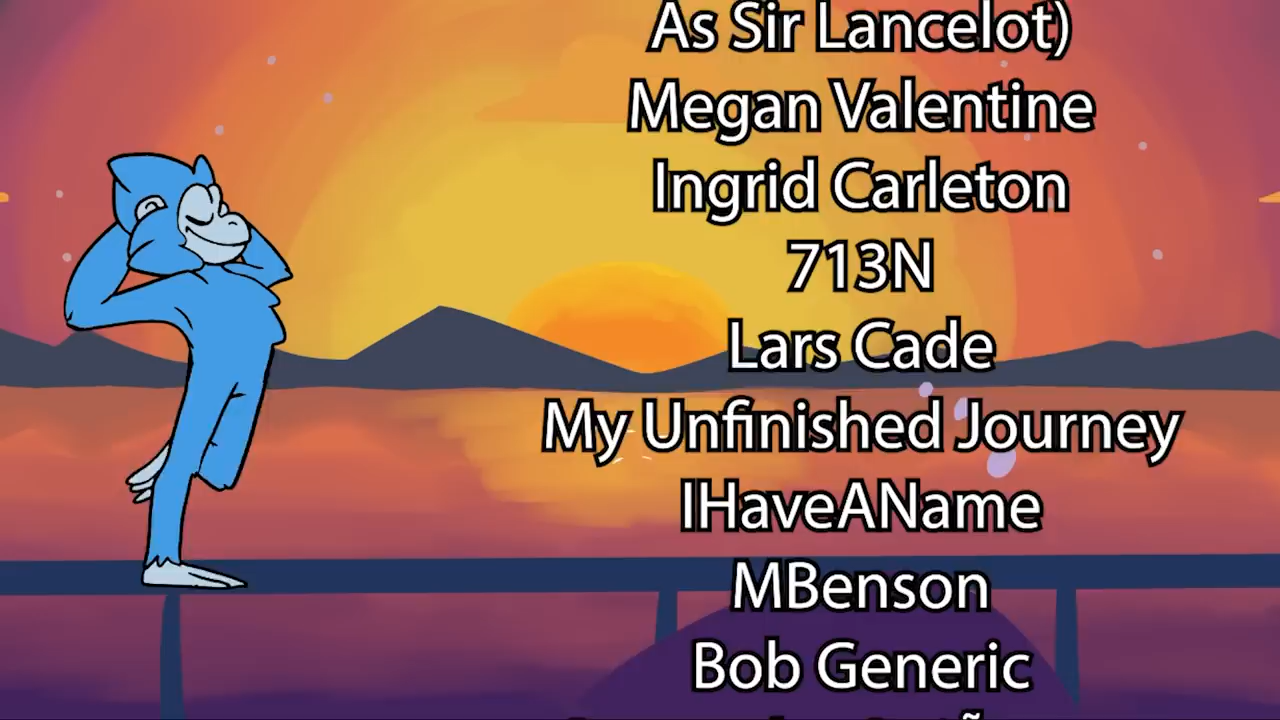 As Sir Lancelot)
Megan Valentine
Ingrid Carleton
713N
Lars Cade
My Unfinished Journey
IHaveAName
MBenson
Bob Generic